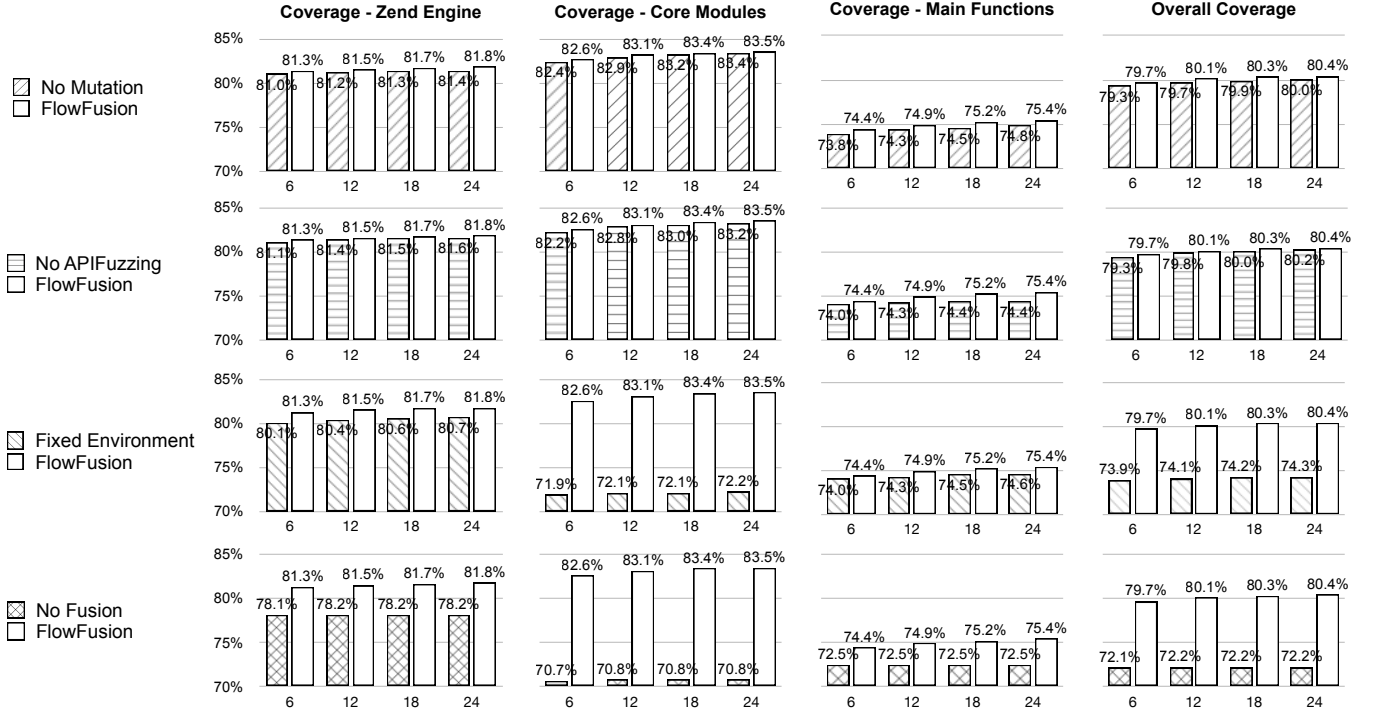 Coverage - Zend Engine Coverage - Core Modules Coverage - Main Functions Overall Coverage
85%
81.3% 81.5% 81.7% 81.8% 82.6% 83.1% 83.4% 83.5% 74.4% 74.9% 75.2% 75.4% 79.7% 80.1% 80.3% 80.4%
80%
81.0% 81.2% 81.3% 81.4% 82.4% 82.9% 83.2% 83.4% 73.8% 74.3% 74.5% 74.8% 79.3% 79.7% 79.9% 80.0%
No Mutation
FlowFusion
75%
70%
6 12 18 24 6 12 18 24 6 12 18 24 6 12 18 24
85%
81.3% 81.5% 81.7% 81.8% 82.6% 83.1% 83.4% 83.5% 74.4% 74.9% 75.2% 75.4% 79.7% 80.1% 80.3% 80.4%
80%
81.1% 81.4% 81.5% 81.6% 82.2% 82.8% 83.0% 83.2% 74.0% 74.3% 74.4% 74.4% 79.3% 79.8% 80.0% 80.2%
No APIFuzzing
FlowFusion
75%
70%
6 12 18 24 6 12 18 24 6 12 18 24 6 12 18 24
85%
81.3% 81.5% 81.7% 81.8% 82.6% 83.1% 83.4% 83.5% 74.4% 74.9% 75.2% 75.4% 79.7% 80.1% 80.3% 80.4%
80%
80.1% 80.4% 80.6% 80.7% 71.9% 72.1% 72.1% 72.2% 74.0% 74.3% 74.5% 74.6% 73.9% 74.1% 74.2% 74.3%
Fixed Environment
FlowFusion
75%
70%
6 12 18 24 6 12 18 24 6 12 18 24 6 12 18 24
85%
81.3% 81.5% 81.7% 81.8% 82.6% 83.1% 83.4% 83.5% 74.4% 74.9% 75.2% 75.4% 79.7% 80.1% 80.3% 80.4%
80%
78.1% 78.2% 78.2% 78.2% 70.7% 70.8% 70.8% 70.8% 72.5% 72.5% 72.5% 72.5% 72.1% 72.2% 72.2% 72.2%
No Fusion
FlowFusion
75%
70%
6 12 18 24 6 12 18 24 6 12 18 24 6 12 18 24